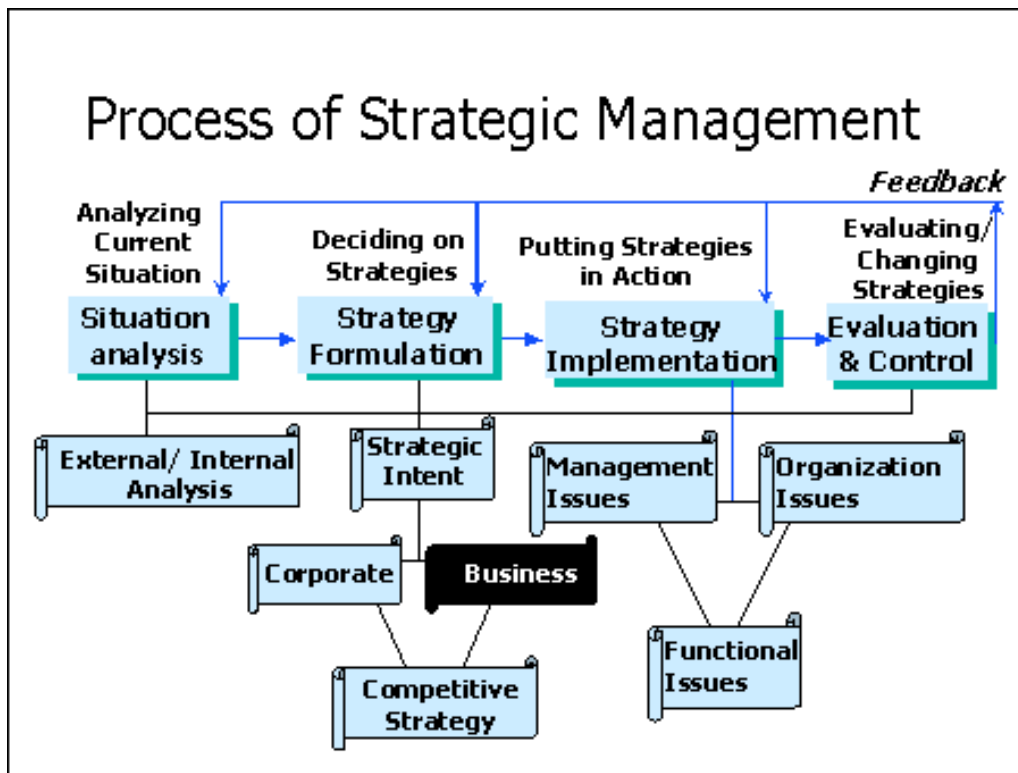 Process of Strategic Management
Feedback
Analyzing
Current
Situation
Deciding on
Strategies
Putting Strategies
in Action
Evaluating/
Changing
Strategies
Situation
analysis
Strategy
Formulation
Strategy
Implementation
Evaluation
& Control
External/ Internal
Analysis
Strategic
Intent
Management
Issues
Organization
Issues
Corporate
Business
Competitive
Strategy
Functional
Issues